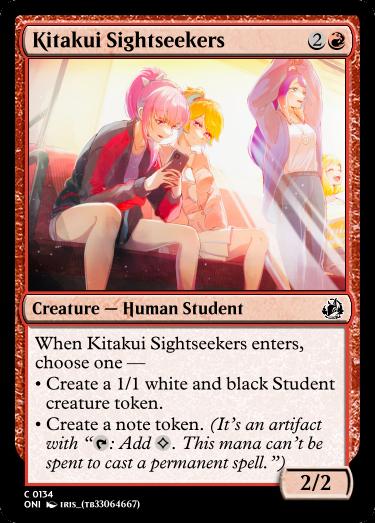 Kitakui Sightseekers 2
Creature — Human Student
When Kitakui Sightseekers enters,
choose one —
• Create a 1/1 white and black Student
creature token.
• Create a note token. (It's an artifact
with “: Add . This mana can't be
spent to cast a permanent spell.”)
2/2
C 0134
ONI IRIS_(TB33064667)